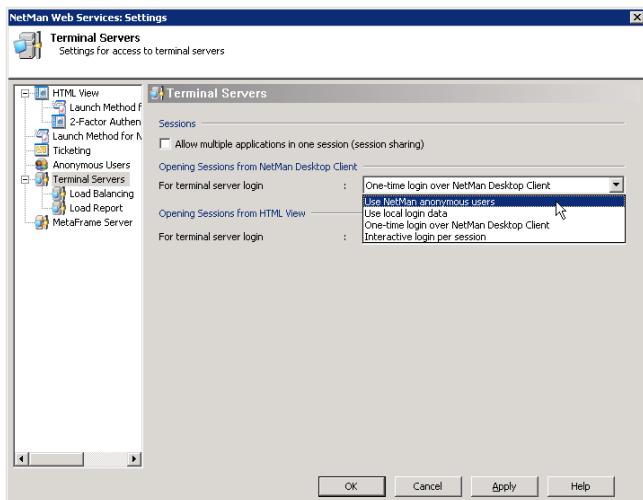 NetMan Web Services: Settings
Terminal Servers
Settings for access to terminal servers
HTML View
Launch Method f
2-Factor Authen
Launch Method for N
Ticketing
Anonymous Users
Terminal Servers
Load Balancing
Load Report
MetaFrame Server
Terminal Servers
Sessions
Allow multiple applications in one session (session sharing)
Opening Sessions from NetMan Desktop Client
For terminal server login : One-time login over NetMan Desktop Client
Use NetMan anonymous users
Use local login data
One-time login over NetMan Desktop Client
Interactive login per session
Opening Sessions from HTML View
For terminal server login :
OK Cancel Apply Help